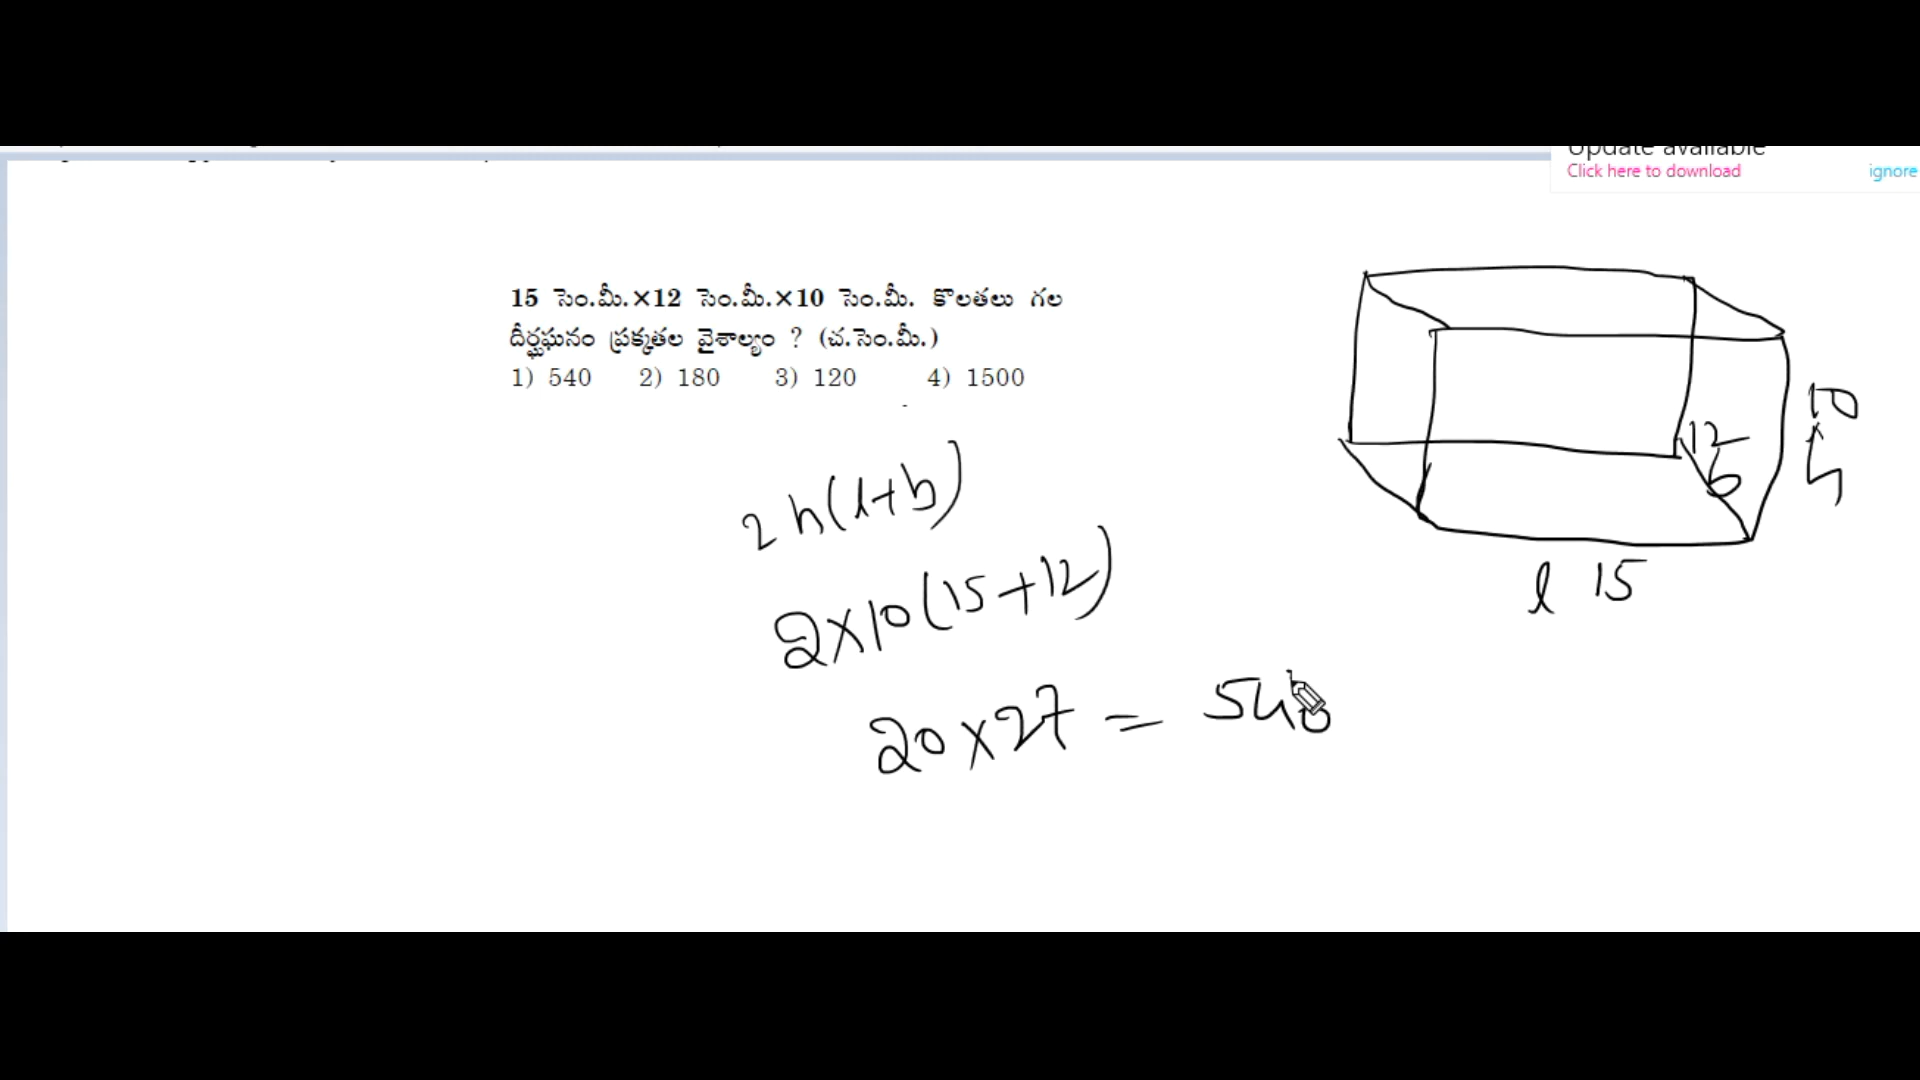 Update available
Click here to download
ignore
15 సెం.మీ.×12 సెం.మీ.×10 సెం.మీ. కొలతలు గల
దీర్ఘఘనం ప్రక్కతల వైశాల్యం ? (చ.సెం.మీ.)
1) 540 2) 180 3) 120 4) 1500
2h(l+b)
2×10(15+12)
20×27 = 540
12
b
10
h
l 15